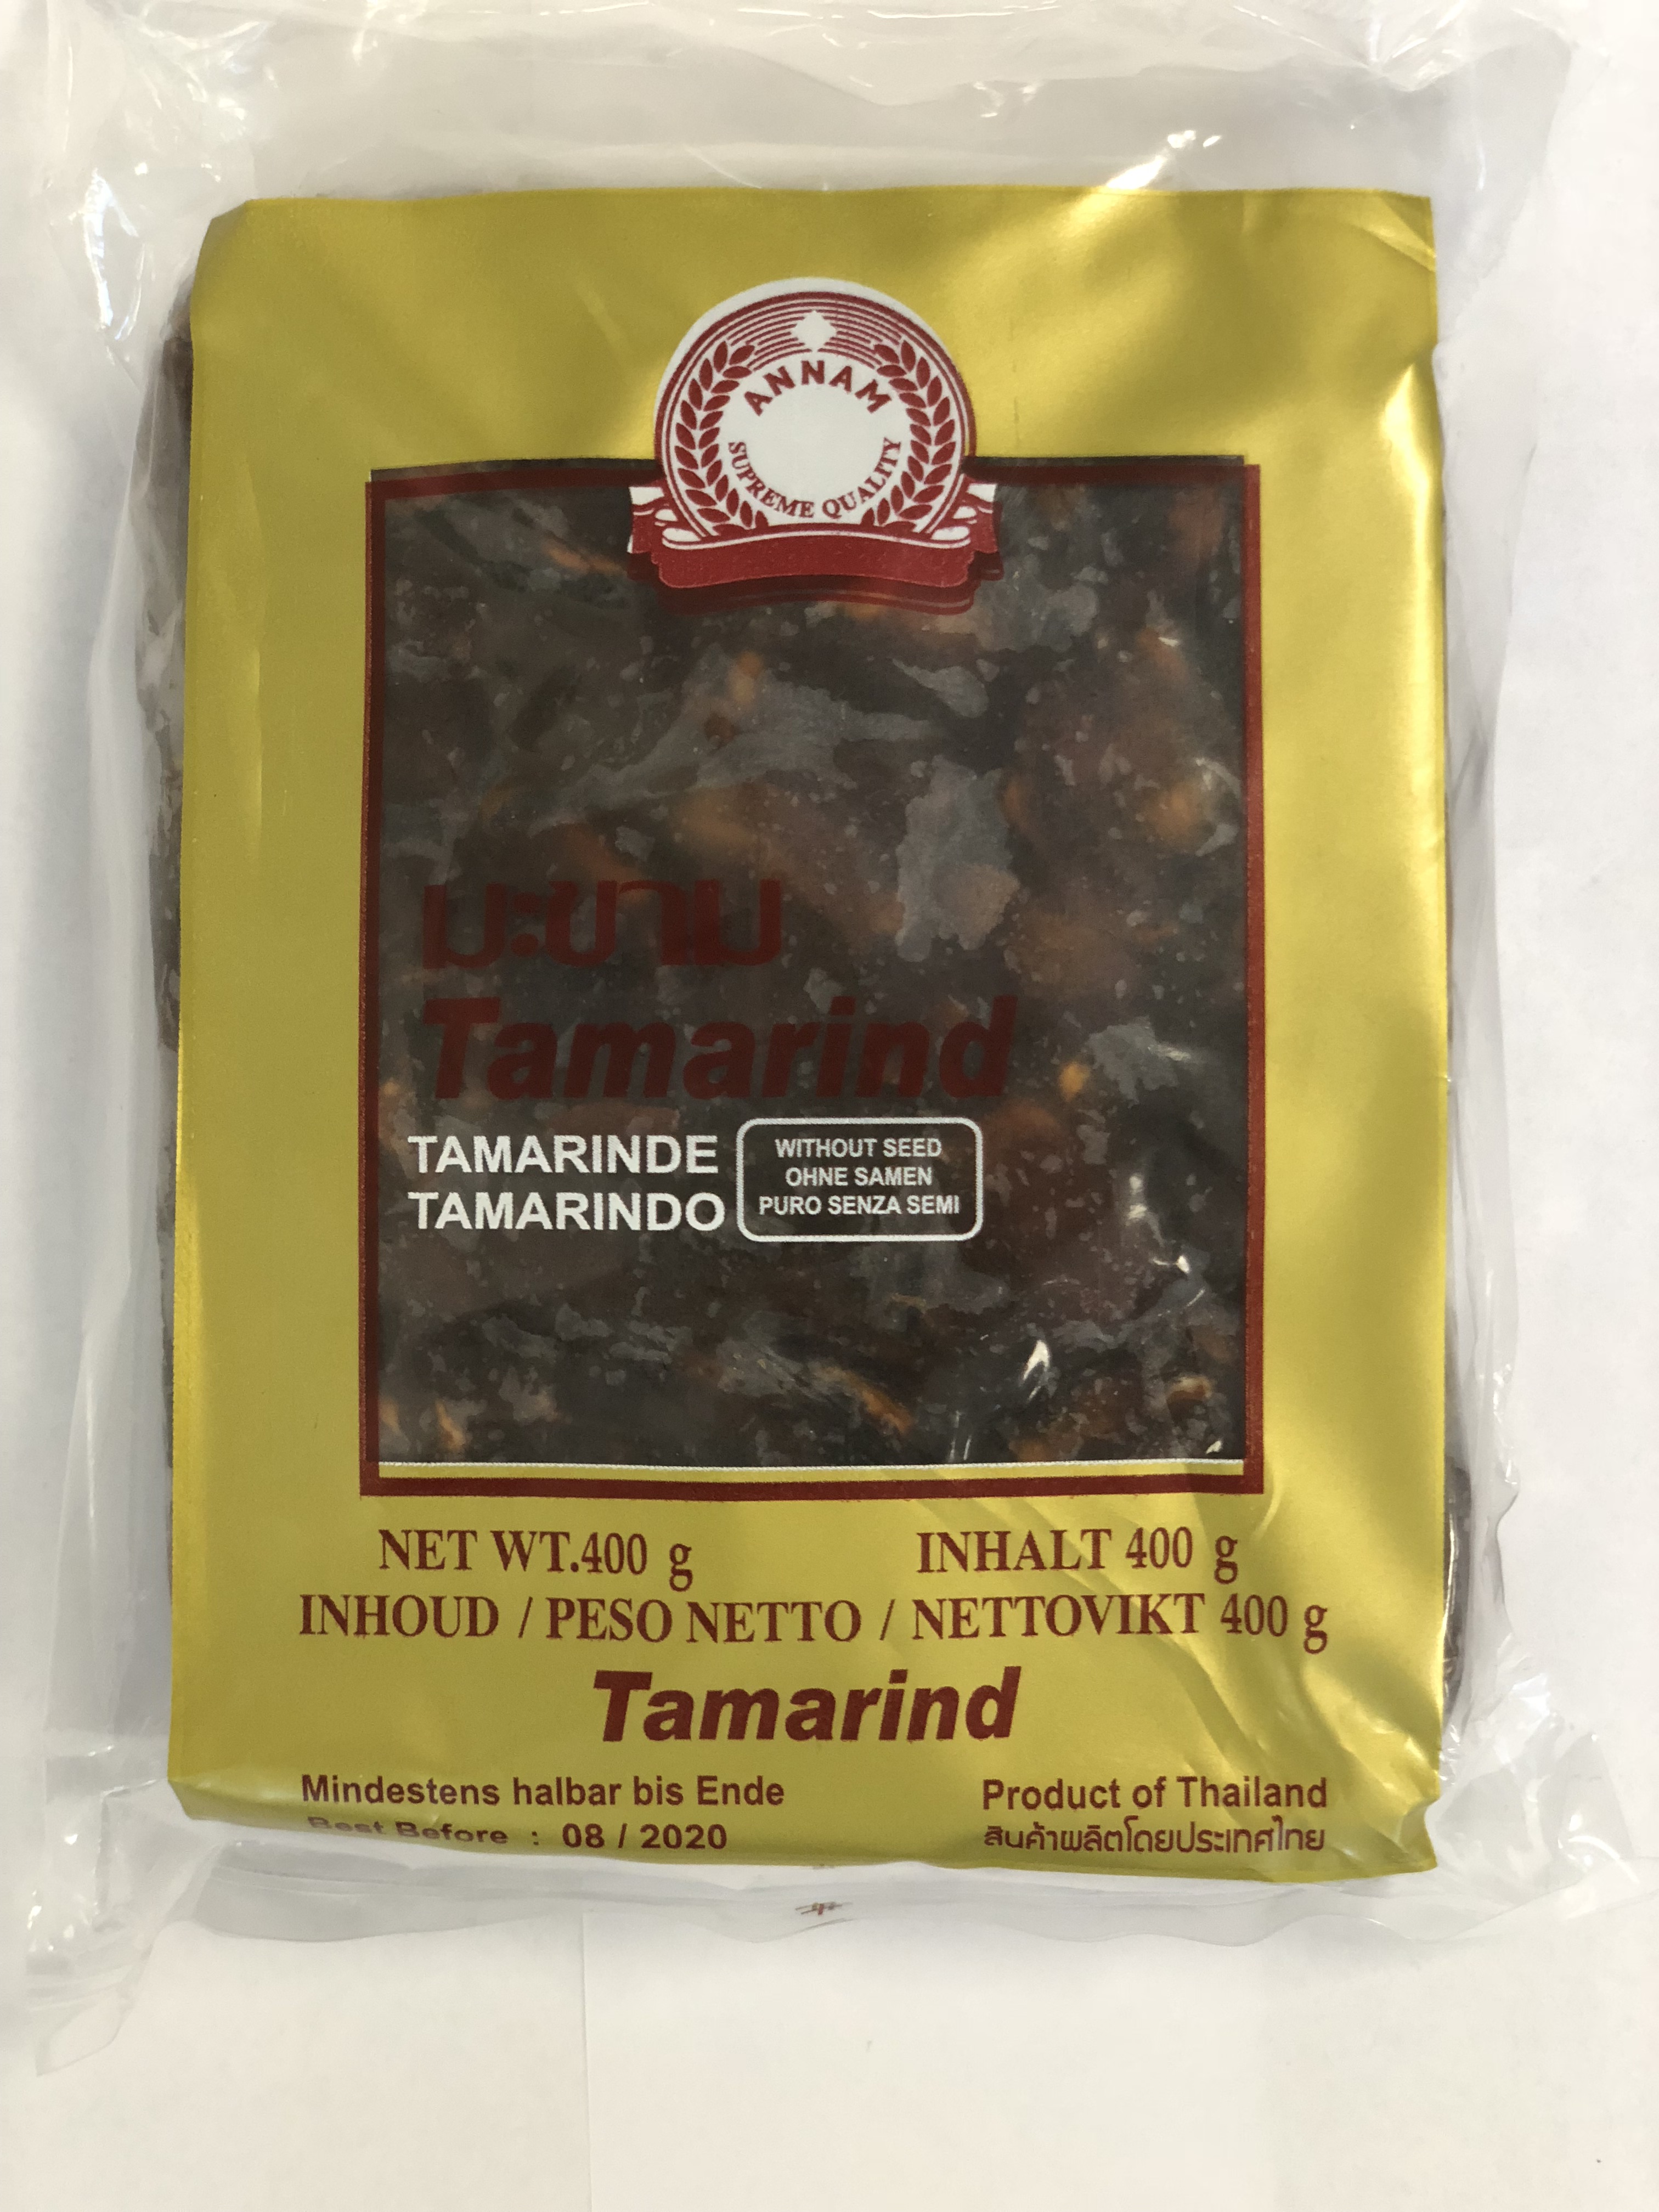 ANNAM
SUPREME QUALITY
มะขาม
Tamarind
TAMARINDE
TAMARINDO
WITHOUT SEED
OHNE SAMEN
PURO SENZA SEMI
NET WT.400 g INHALT 400 g
INHOUD / PESO NETTO / NETTOVIKT 400 g
Tamarind
Mindestens halbar bis Ende
Best Before : 08 / 2020
Product of Thailand
สินค้าผลิตโดยประเทศไทย